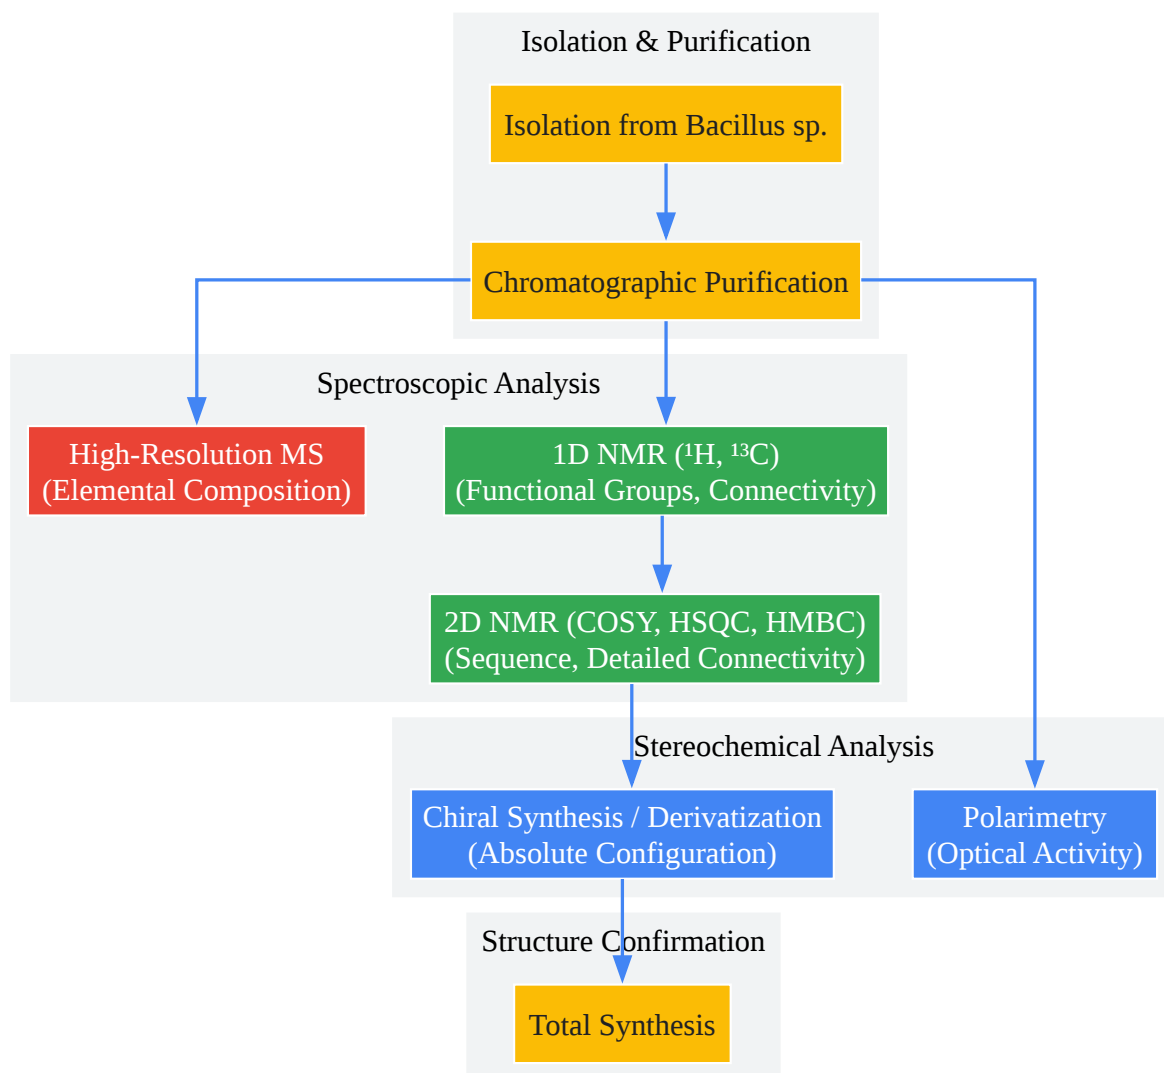 Isolation & Purification
Isolation from Bacillus sp.
Chromatographic Purification
Spectroscopic Analysis
High-Resolution MS
(Elemental Composition)
1D NMR (¹H, ¹³C)
(Functional Groups, Connectivity)
2D NMR (COSY, HSQC, HMBC)
(Sequence, Detailed Connectivity)
Stereochemical Analysis
Chiral Synthesis / Derivatization
(Absolute Configuration)
Polarimetry
(Optical Activity)
Structure Confirmation
Total Synthesis